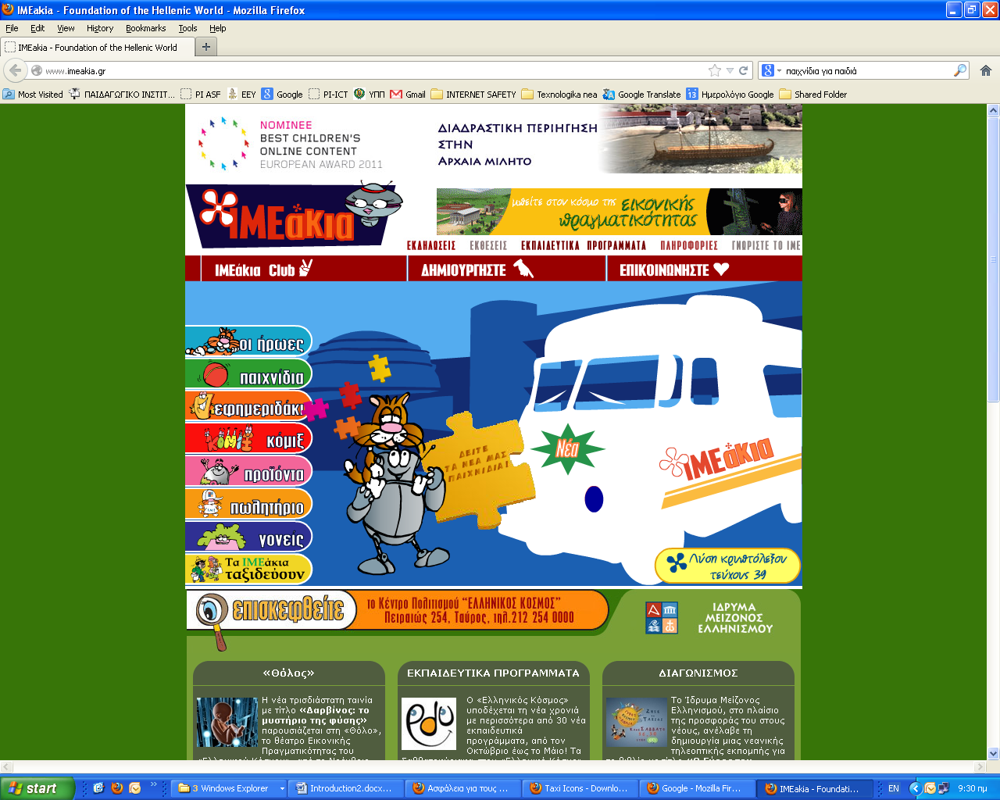 IMEakia - Foundation of the Hellenic World - Mozilla Firefox
File Edit View History Bookmarks Tools Help
IMEakia - Foundation of the Hellenic World
www.imeakia.gr
παιχνίδια για παιδιά
Most Visited ΠΑΙΔΑΓΩΓΙΚΟ ΙΝΣΤΙΤ... PI ASF EEY Google PI-ICT ΥΠΠ Gmail INTERNET SAFETY Texnologika nea Google Translate 13 Ημερολόγιο Google Shared Folder
NOMINEE
BEST CHILDREN'S
ONLINE CONTENT
EUROPEAN AWARD 2011
ΔΙΑΔΡΑΣΤΙΚΗ ΠΕΡΙΗΓΗΣΗ
ΣΤΗΝ
ΑΡΧΑΙΑ ΜΙΛΗΤΟ
ΙΜΕάκια
μπείτε στον κόσμο της εικονικής
πραγματικότητας
ΕΚΔΗΛΩΣΕΙΣ ΕΚΘΕΣΕΙΣ ΕΚΠΑΙΔΕΥΤΙΚΑ ΠΡΟΓΡΑΜΜΑΤΑ ΠΛΗΡΟΦΟΡΙΕΣ ΓΝΩΡΙΣΤΕ ΤΟ ΙΜΕ
ΙΜΕάκια Club ΔΗΜΙΟΥΡΓΗΣΤΕ ΕΠΙΚΟΙΝΩΝΗΣΤΕ
οι ήρωες
παιχνίδια
εφημεριδάκι
ΚΟΜΙΞ κόμιξ
προϊόντα
ΙΜΕ πωλητήριο
γονείς
Τα ΙΜΕάκια
ταξιδεύουν
ΔΕΙΤΕ
ΤΑ ΝΕΑ ΜΑΣ
ΠΑΙΧΝΙΔΙΑ!
Νέα
ΙΜΕάκια
Λύση κρυπτόλεξου
τεύχους 39
επισκεφθείτε
το Κέντρο Πολιτισμού "ΕΛΛΗΝΙΚΟΣ ΚΟΣΜΟΣ"
Πειραιώς 254, Ταύρος, τηλ.212 254 0000
ΙΔΡΥΜΑ
ΜΕΙΖΟΝΟΣ
ΕΛΛΗΝΙΣΜΟΥ
«Θόλος»
Η νέα τρισδιάστατη ταινία
με τίτλο «Δαρβίνος: το
μυστήριο της φύσης»
παρουσιάζεται στη «Θόλο»,
το θέατρο Εικονικής
Πραγματικότητας του
ΕΚΠΑΙΔΕΥΤΙΚΑ ΠΡΟΓΡΑΜΜΑΤΑ
edu
Ο «Ελληνικός Κόσμος»
υποδέχεται τη νέα χρονιά
με περισσότερα από 30 νέα
εκπαιδευτικά
προγράμματα, από τον
Οκτώβριο έως το Μάιο! Τα
ΔΙΑΓΩΝΙΣΜΟΣ
Το Ίδρυμα Μείζονος
Ελληνισμού, στο πλαίσιο
της προσφοράς του στους
νέους, ανέλαβε τη
δημιουργία μιας νεανικής
τηλεοπτικής εκπομπής για
start 3 Windows Explorer Introduction2.docx... Ασφάλεια για τους ... Taxi Icons - Downlo... Google - Mozilla Fir... IMEakia - Foundati... EN 9:30 πμ